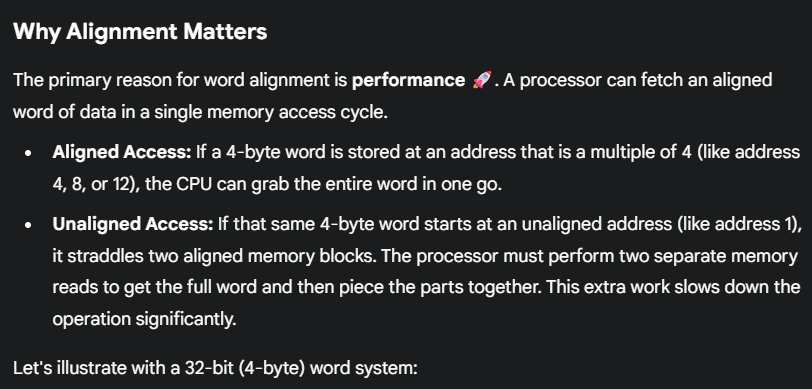 Why Alignment Matters
The primary reason for word alignment is performance 🚀. A processor can fetch an aligned
word of data in a single memory access cycle.
• Aligned Access: If a 4-byte word is stored at an address that is a multiple of 4 (like address
4, 8, or 12), the CPU can grab the entire word in one go.
• Unaligned Access: If that same 4-byte word starts at an unaligned address (like address 1),
it straddles two aligned memory blocks. The processor must perform two separate memory
reads to get the full word and then piece the parts together. This extra work slows down the
operation significantly.
Let's illustrate with a 32-bit (4-byte) word system: